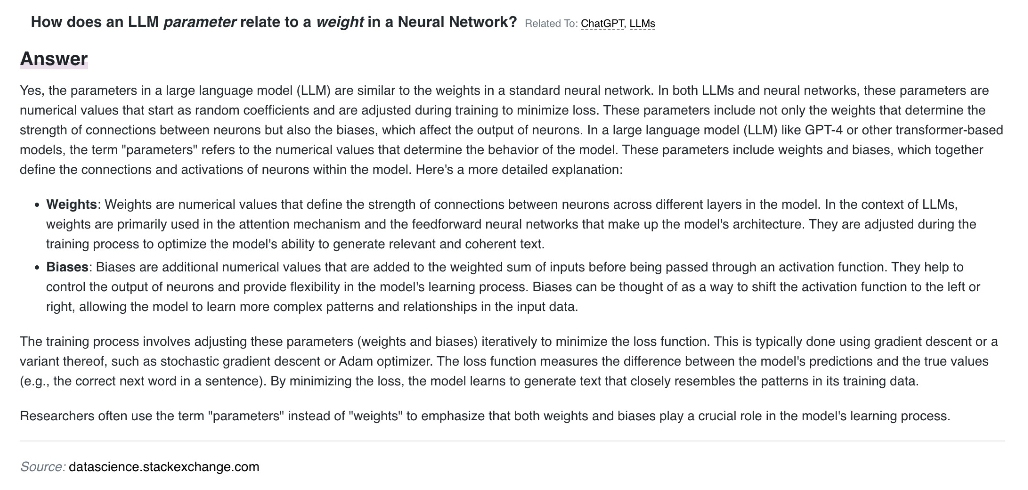 How does an LLM parameter relate to a weight in a Neural Network? Related To: ChatGPT, LLMs
Answer
Yes, the parameters in a large language model (LLM) are similar to the weights in a standard neural network. In both LLMs and neural networks, these parameters are
numerical values that start as random coefficients and are adjusted during training to minimize loss. These parameters include not only the weights that determine the
strength of connections between neurons but also the biases, which affect the output of neurons. In a large language model (LLM) like GPT-4 or other transformer-based
models, the term "parameters" refers to the numerical values that determine the behavior of the model. These parameters include weights and biases, which together
define the connections and activations of neurons within the model. Here's a more detailed explanation:
• Weights: Weights are numerical values that define the strength of connections between neurons across different layers in the model. In the context of LLMs,
weights are primarily used in the attention mechanism and the feedforward neural networks that make up the model's architecture. They are adjusted during the
training process to optimize the model's ability to generate relevant and coherent text.
• Biases: Biases are additional numerical values that are added to the weighted sum of inputs before being passed through an activation function. They help to
control the output of neurons and provide flexibility in the model's learning process. Biases can be thought of as a way to shift the activation function to the left or
right, allowing the model to learn more complex patterns and relationships in the input data.
The training process involves adjusting these parameters (weights and biases) iteratively to minimize the loss function. This is typically done using gradient descent or a
variant thereof, such as stochastic gradient descent or Adam optimizer. The loss function measures the difference between the model's predictions and the true values
(e.g., the correct next word in a sentence). By minimizing the loss, the model learns to generate text that closely resembles the patterns in its training data.
Researchers often use the term "parameters" instead of "weights" to emphasize that both weights and biases play a crucial role in the model's learning process.
Source: datascience.stackexchange.com